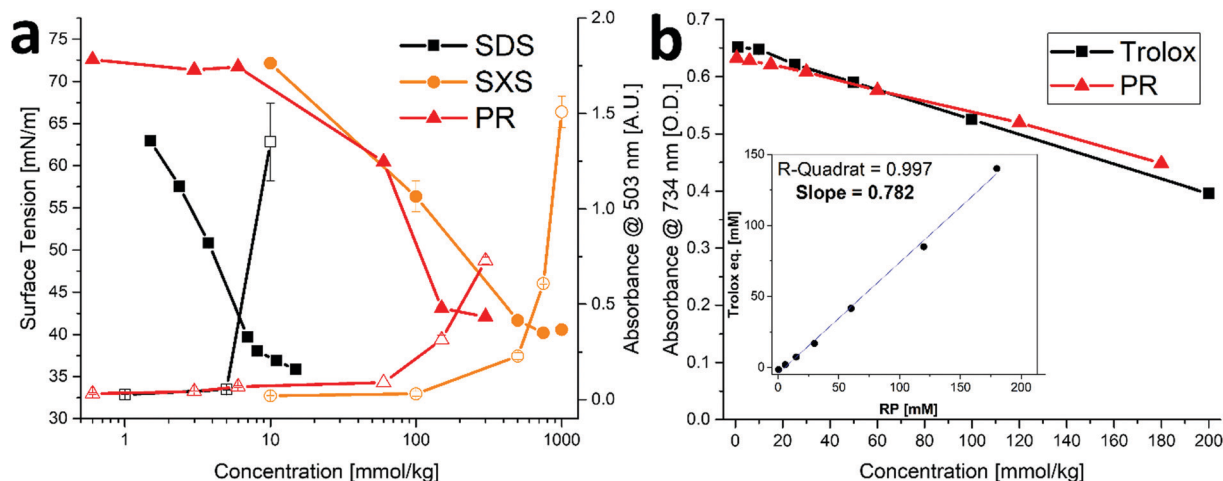 a
SDS
SXS
PR
Surface Tension [mN/m]
75
70
65
60
55
50
45
40
35
30
2.0
1.5
1.0
0.5
0.0
Absorbance @ 503 nm [A.U.]
1
10
100
1000
Concentration [mmol/kg]
b
Trolox
PR
Absorbance @ 734 nm [O.D.]
0.7
0.6
0.5
0.4
0.3
0.2
0.1
0.0
R-Quadrat = 0.997
Slope = 0.782
Trolox eq. [mM]
150
100
50
0
0
50
100
150
200
RP [mM]
0
20
40
60
80
100
120
140
160
180
200
Concentration [mmol/kg]